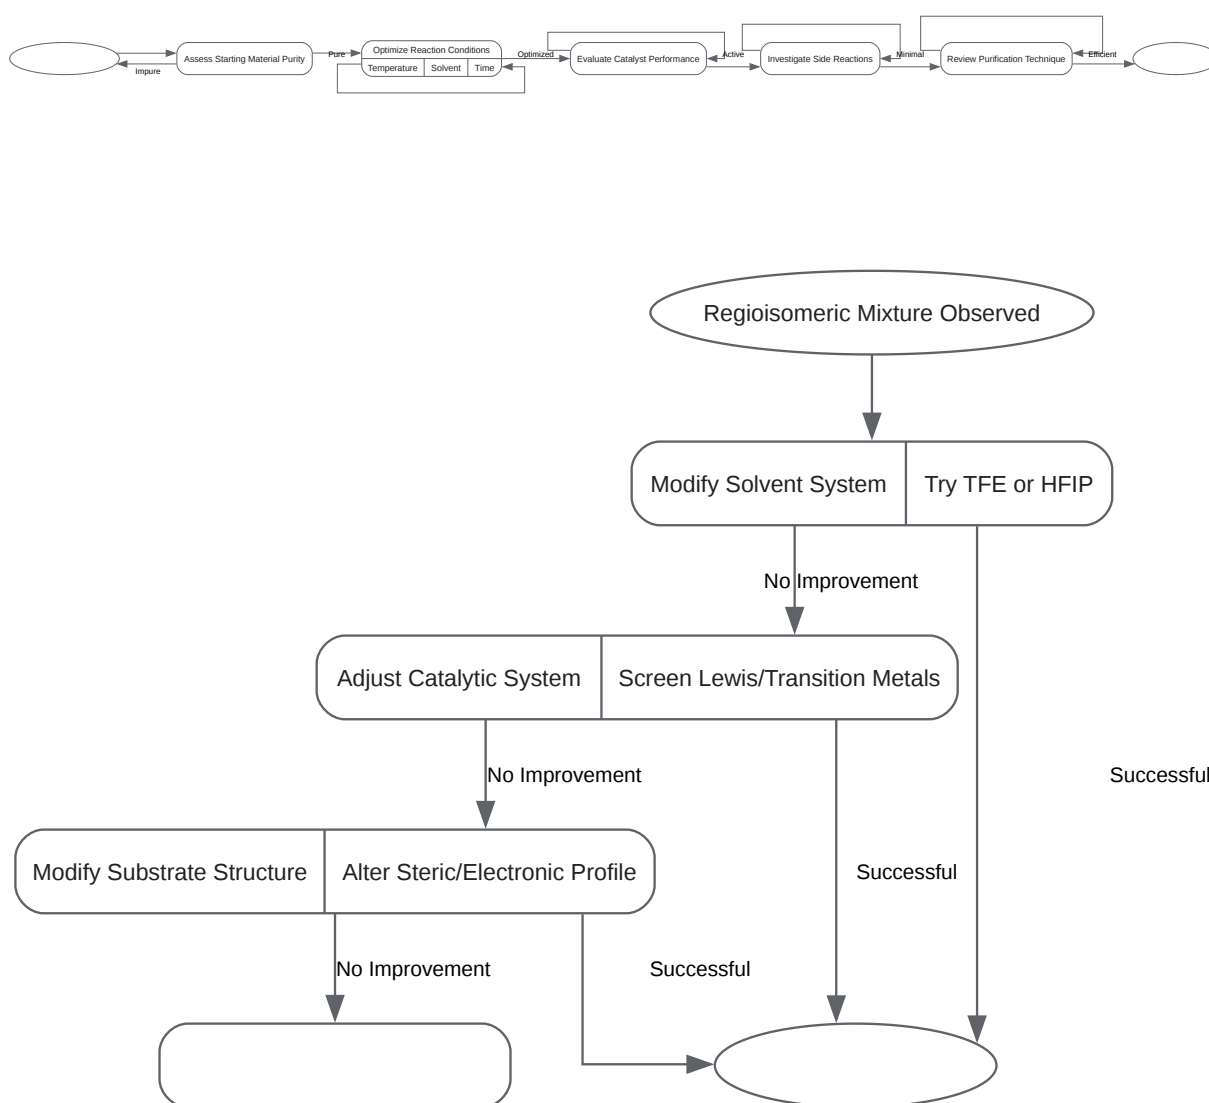 Assess Starting Material Purity
Pure
Impure
Optimize Reaction Conditions
Temperature
Solvent
Time
Optimized
Evaluate Catalyst Performance
Active
Investigate Side Reactions
Minimal
Review Purification Technique
Efficient
Regioisomeric Mixture Observed
Modify Solvent System
Try TFE or HFIP
No Improvement
Adjust Catalytic System
Screen Lewis/Transition Metals
No Improvement
Successful
Modify Substrate Structure
Alter Steric/Electronic Profile
Successful
No Improvement
Successful